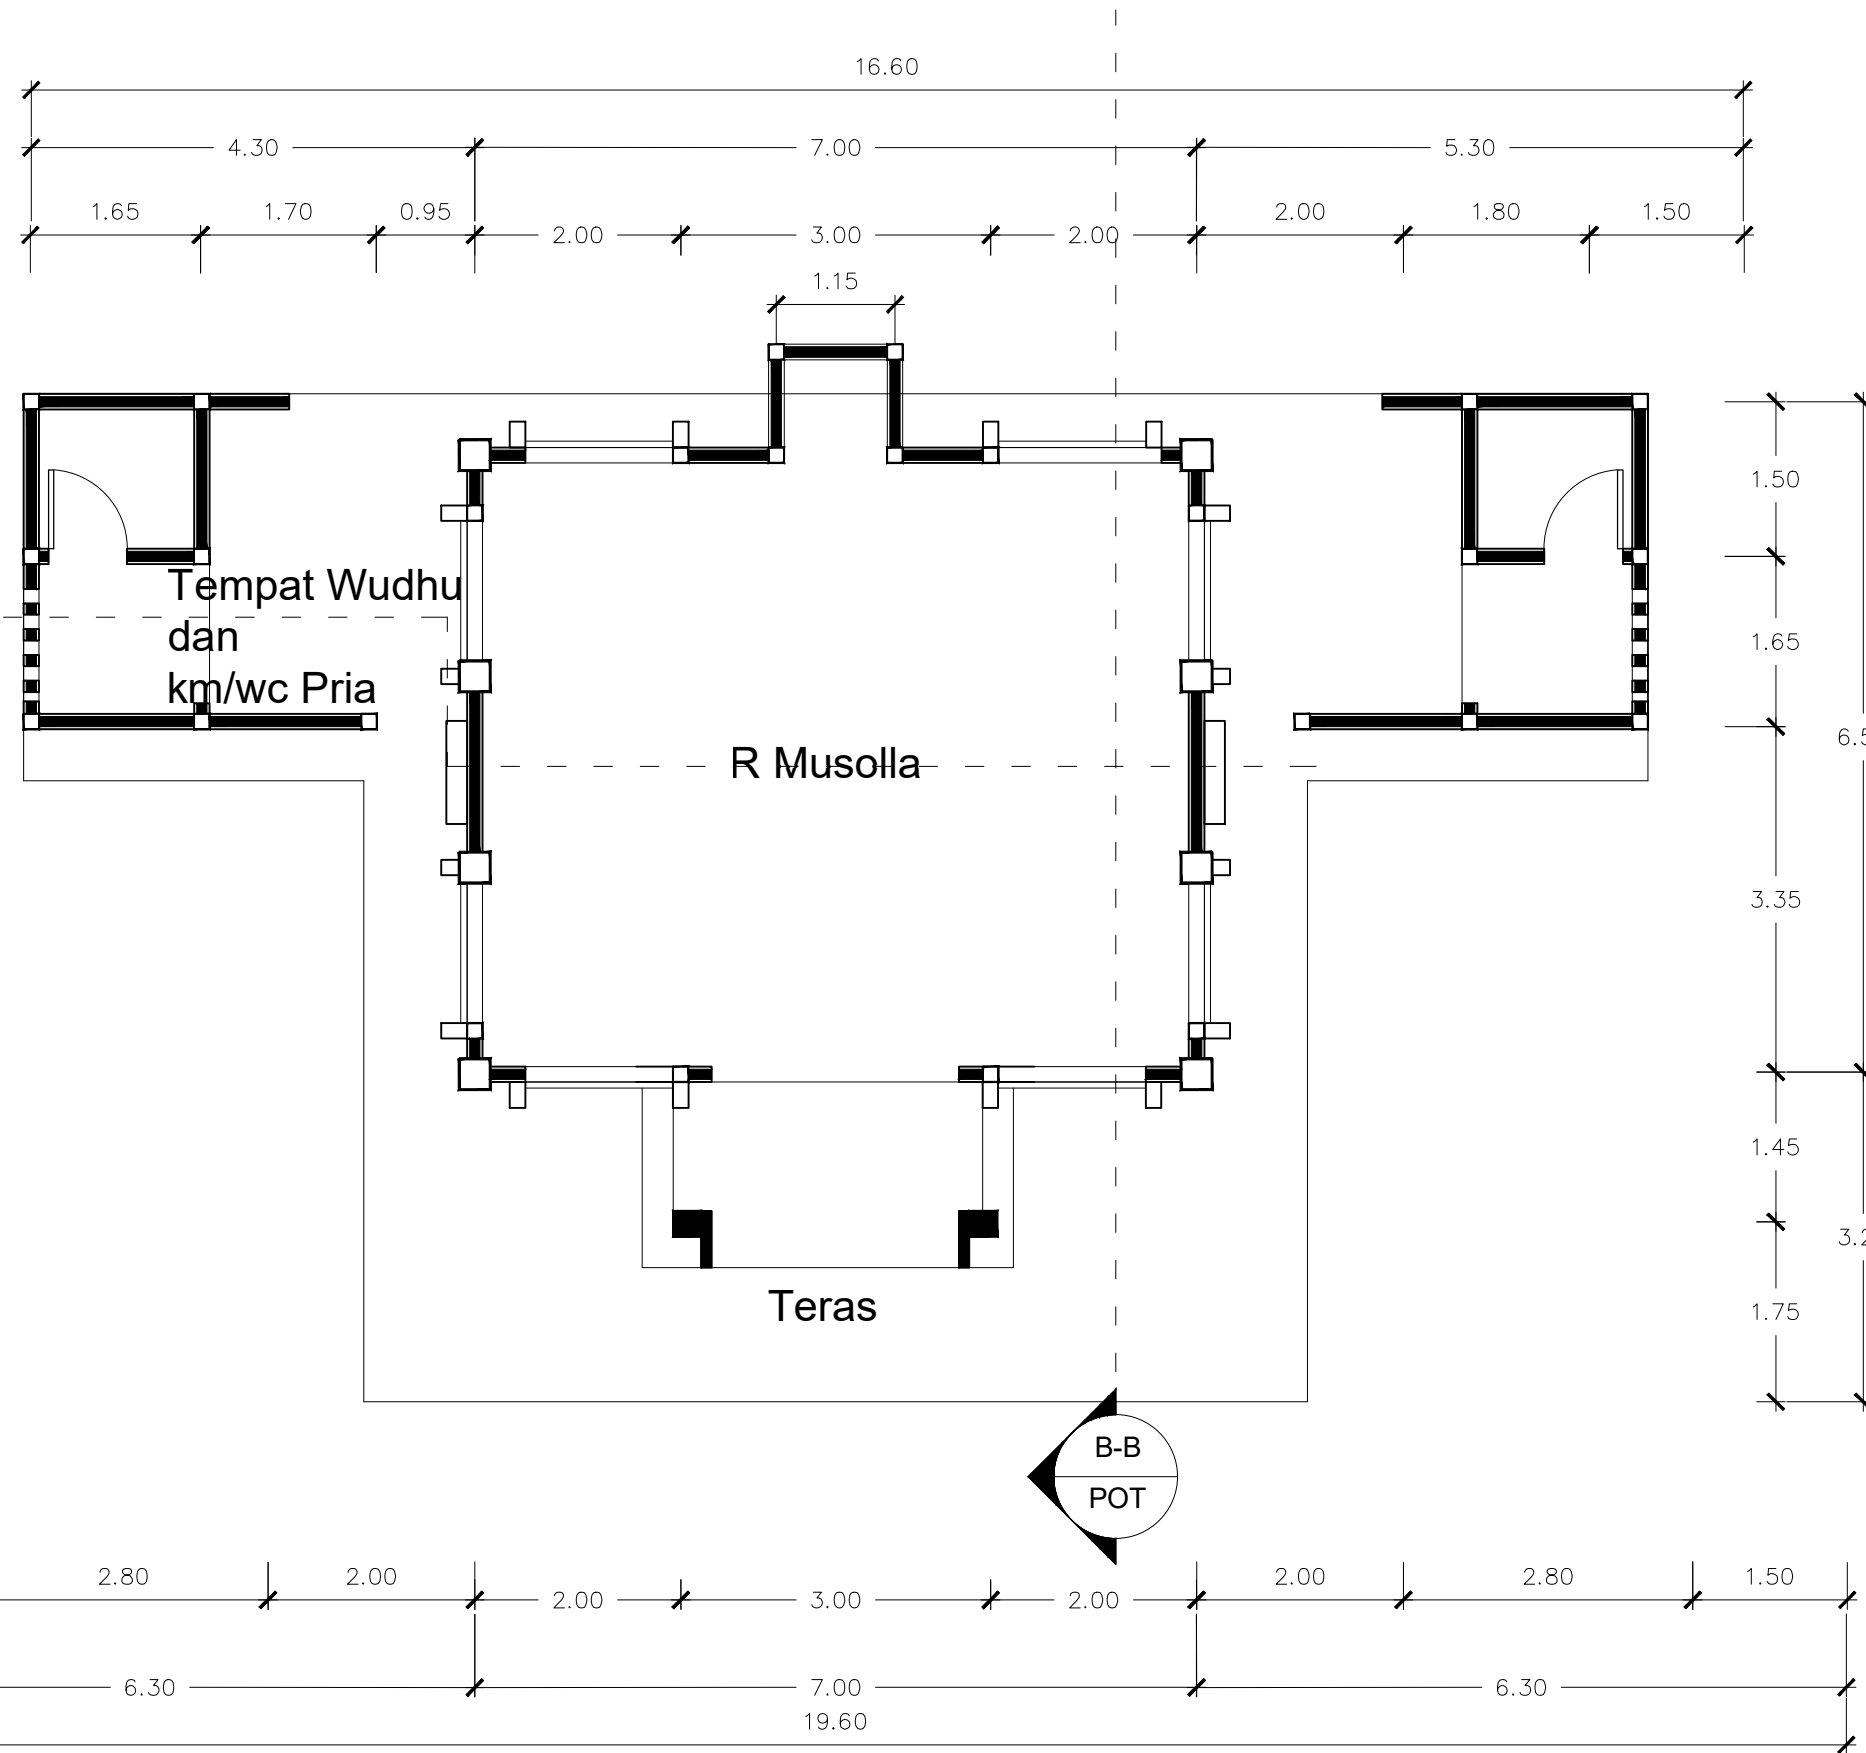 16.60
4.30 7.00 5.30
1.65 1.70 0.95 2.00 3.00 2.00 2.00 1.80 1.50
1.15
1.50
Tempat Wudhu
dan
km/wc Pria
1.65
R Musolla
3.35
1.45
Teras
1.75
B-B
POT
2.80 2.00 2.00 3.00 2.00 2.00 2.80 1.50
6.30 7.00 6.30
19.60